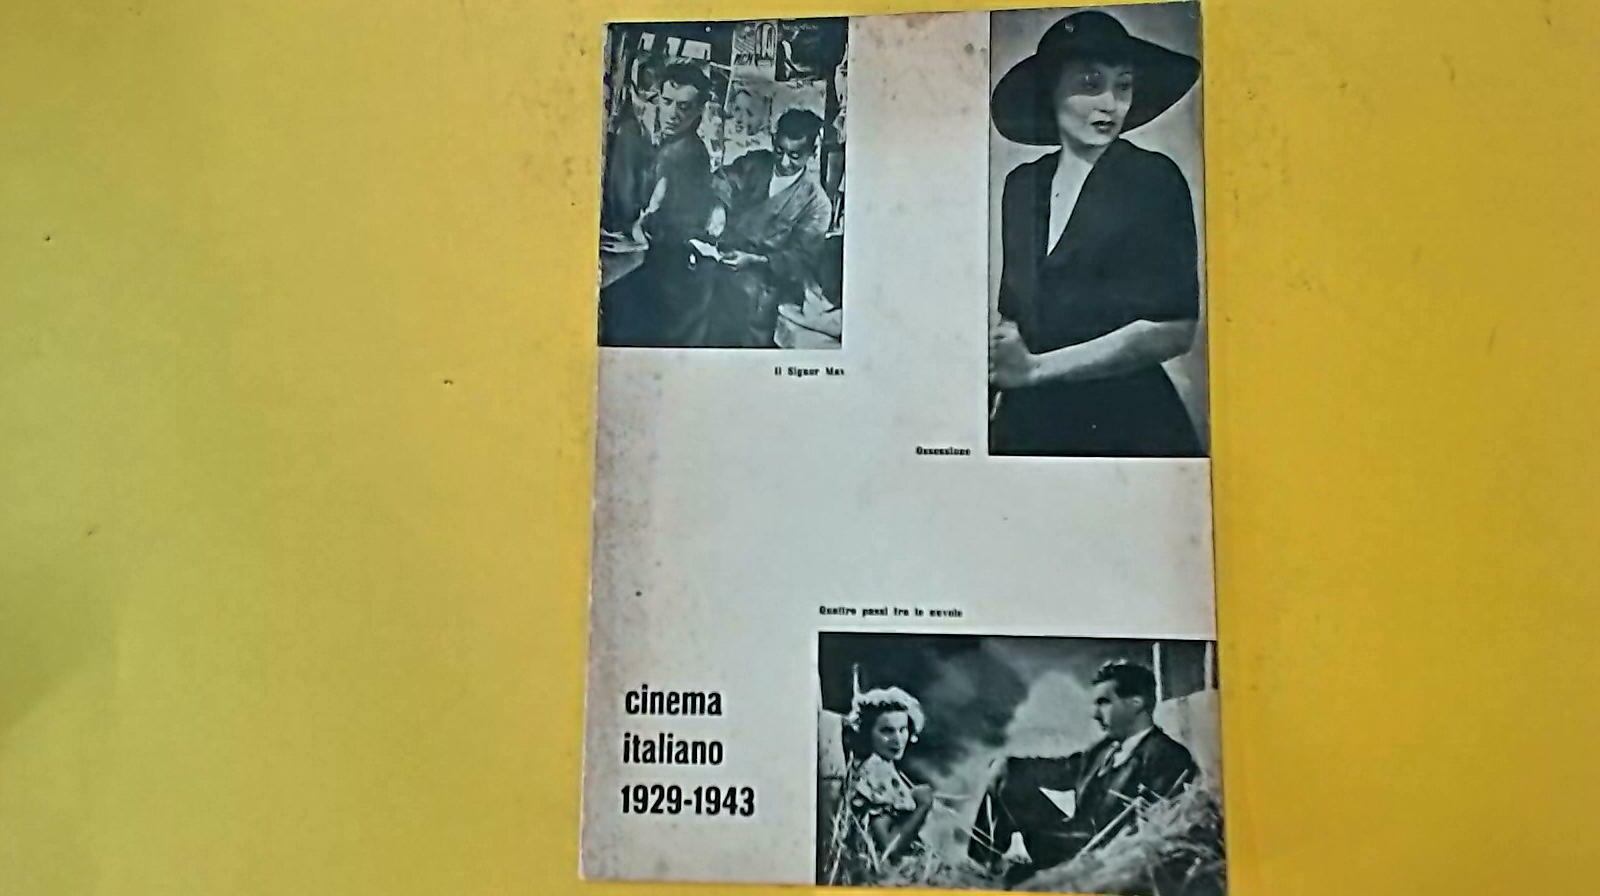 Il Signor Max
Ossessione
Quattro passi fra le nuvole
cinema
italiano
1929-1943